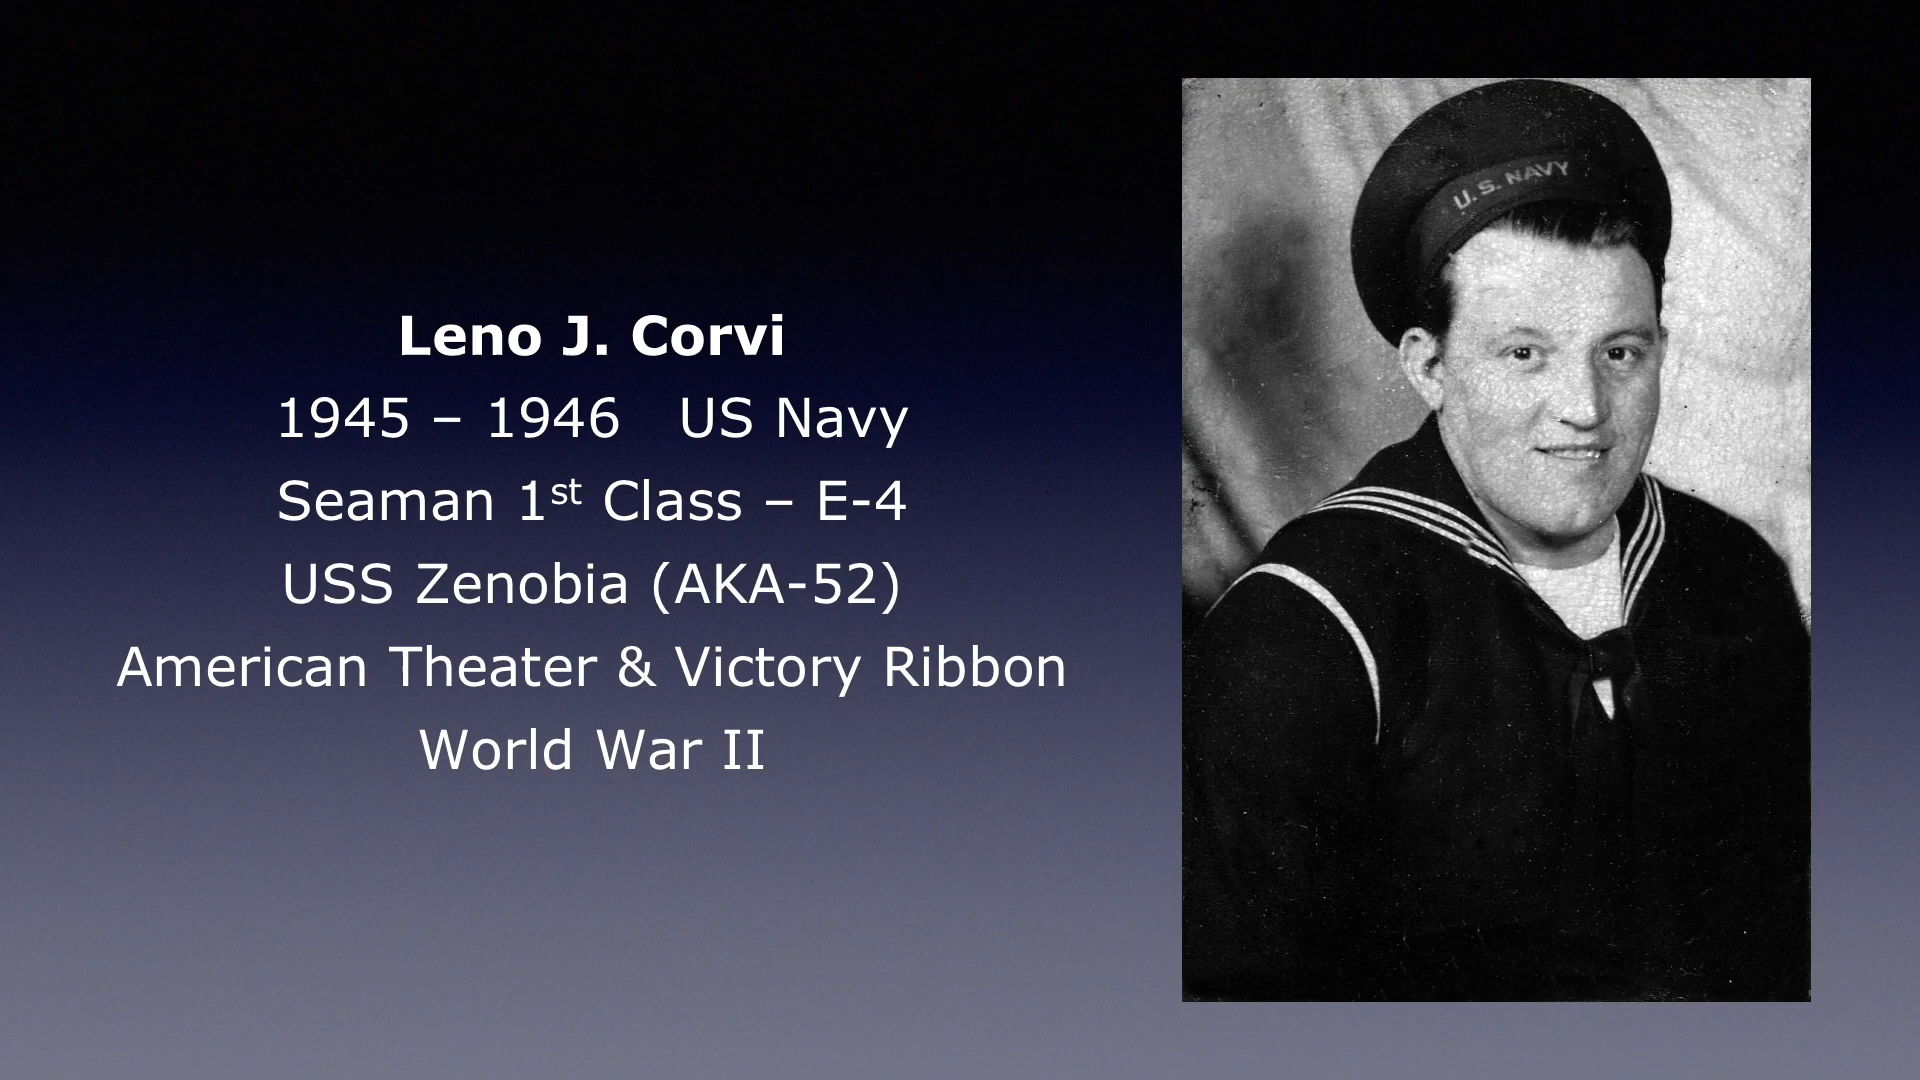 Leno J. Corvi
1945 – 1946   US Navy
Seaman 1st Class – E-4
USS Zenobia (AKA-52)
American Theater & Victory Ribbon
World War II
U.S. NAVY